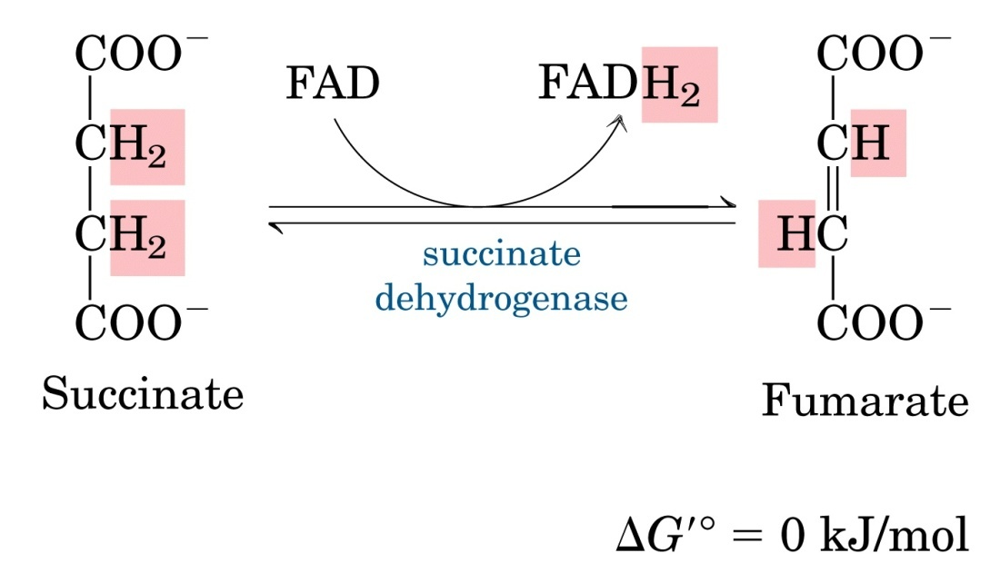 COO⁻
CH₂
CH₂
COO⁻
Succinate
FAD
FADH₂
succinate
dehydrogenase
COO⁻
CH
HC
COO⁻
Fumarate
ΔG′° = 0 kJ/mol